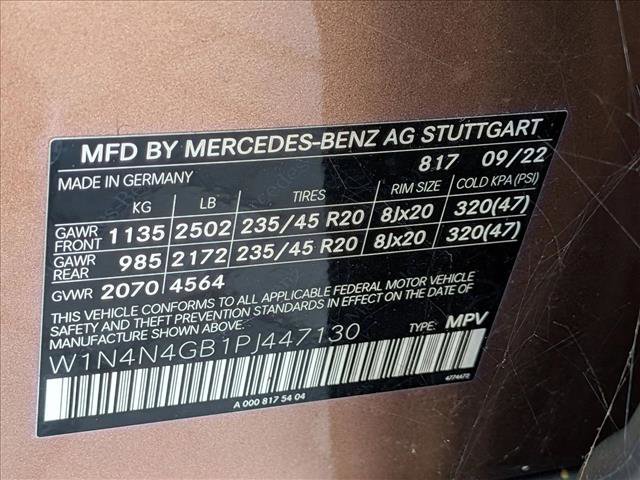 MFD BY MERCEDES-BENZ AG STUTTGART
817 09/22
MADE IN GERMANY
KG LB TIRES RIM SIZE COLD KPA (PSI)
GAWR FRONT 1135 2502 235/45 R20 8Jx20 320(47)
GAWR REAR 985 2172 235/45 R20 8Jx20 320(47)
GVWR 2070 4564
THIS VEHICLE CONFORMS TO ALL APPLICABLE FEDERAL MOTOR VEHICLE
SAFETY AND THEFT PREVENTION STANDARDS IN EFFECT ON THE DATE OF
MANUFACTURE SHOWN ABOVE.
W1N4N4GB1PJ447130 TYPE: MPV
A 000 817 54 04